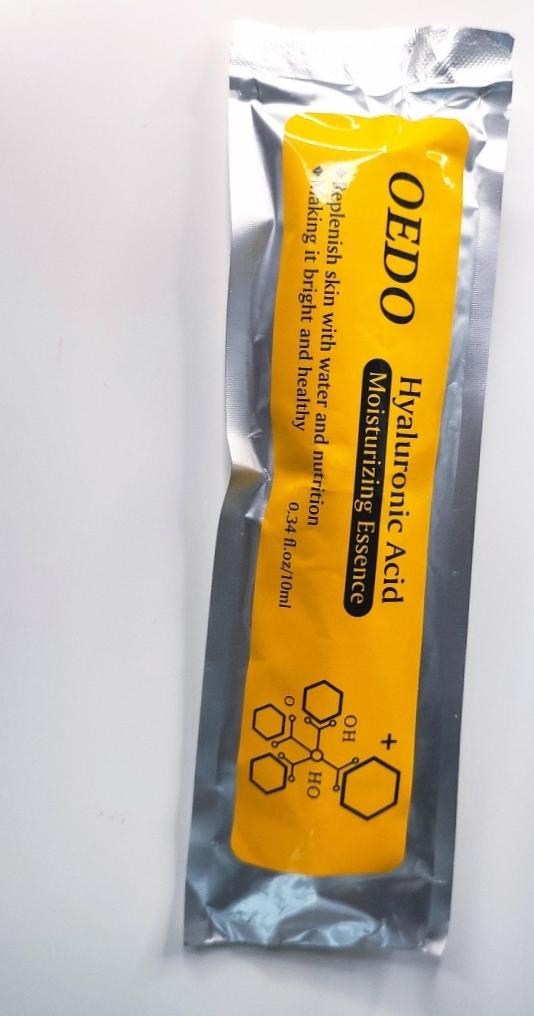 OEDO
Hyaluronic Acid
Moisturizing Essence
Replenish skin with water and nutrition
making it bright and healthy
0.34 fl.oz/10ml
+
OH
HO
O